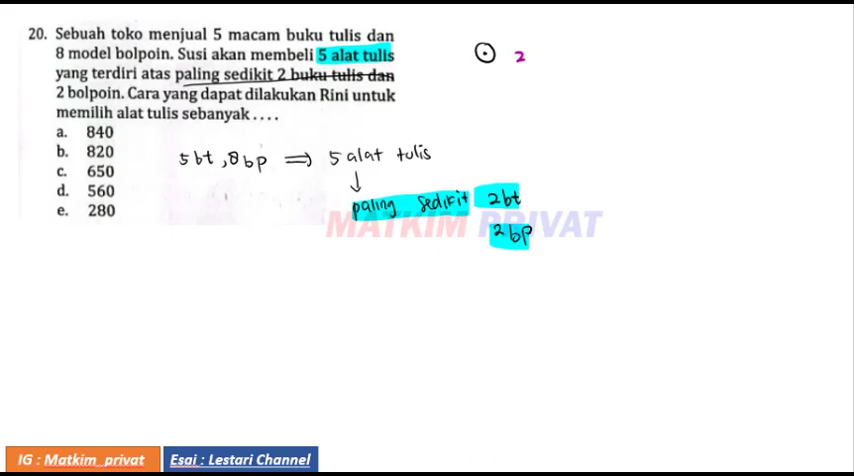 20. Sebuah toko menjual 5 macam buku tulis dan
8 model bolpoin. Susi akan membeli 5 alat tulis
yang terdiri atas paling sedikit 2 buku tulis dan
2 bolpoin. Cara yang dapat dilakukan Rini untuk
memilih alat tulis sebanyak ....
a. 840
b. 820
c. 650
d. 560
e. 280
⊙ 2
5bt, 8bp ⇒ 5 alat tulis
↓
paling sedikit 2bt
2bp
MATKIM PRIVAT
IG : Matkim_privat
Esai : Lestari Channel